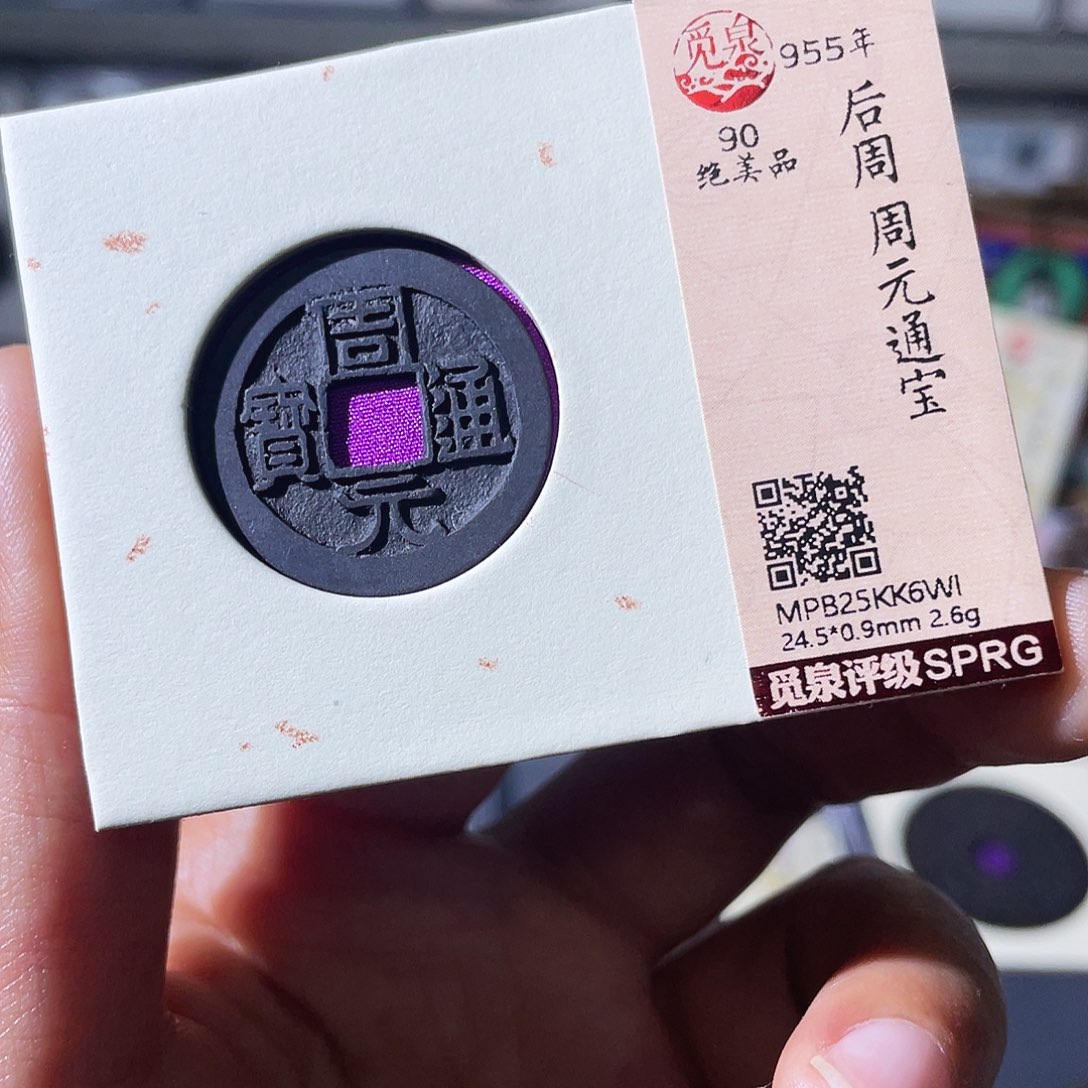 周元通寳
觅泉
955年
90
绝美品
后周 周元通宝
MPB25KK6WI
24.5*0.9mm 2.6g
觅泉评级SPRG